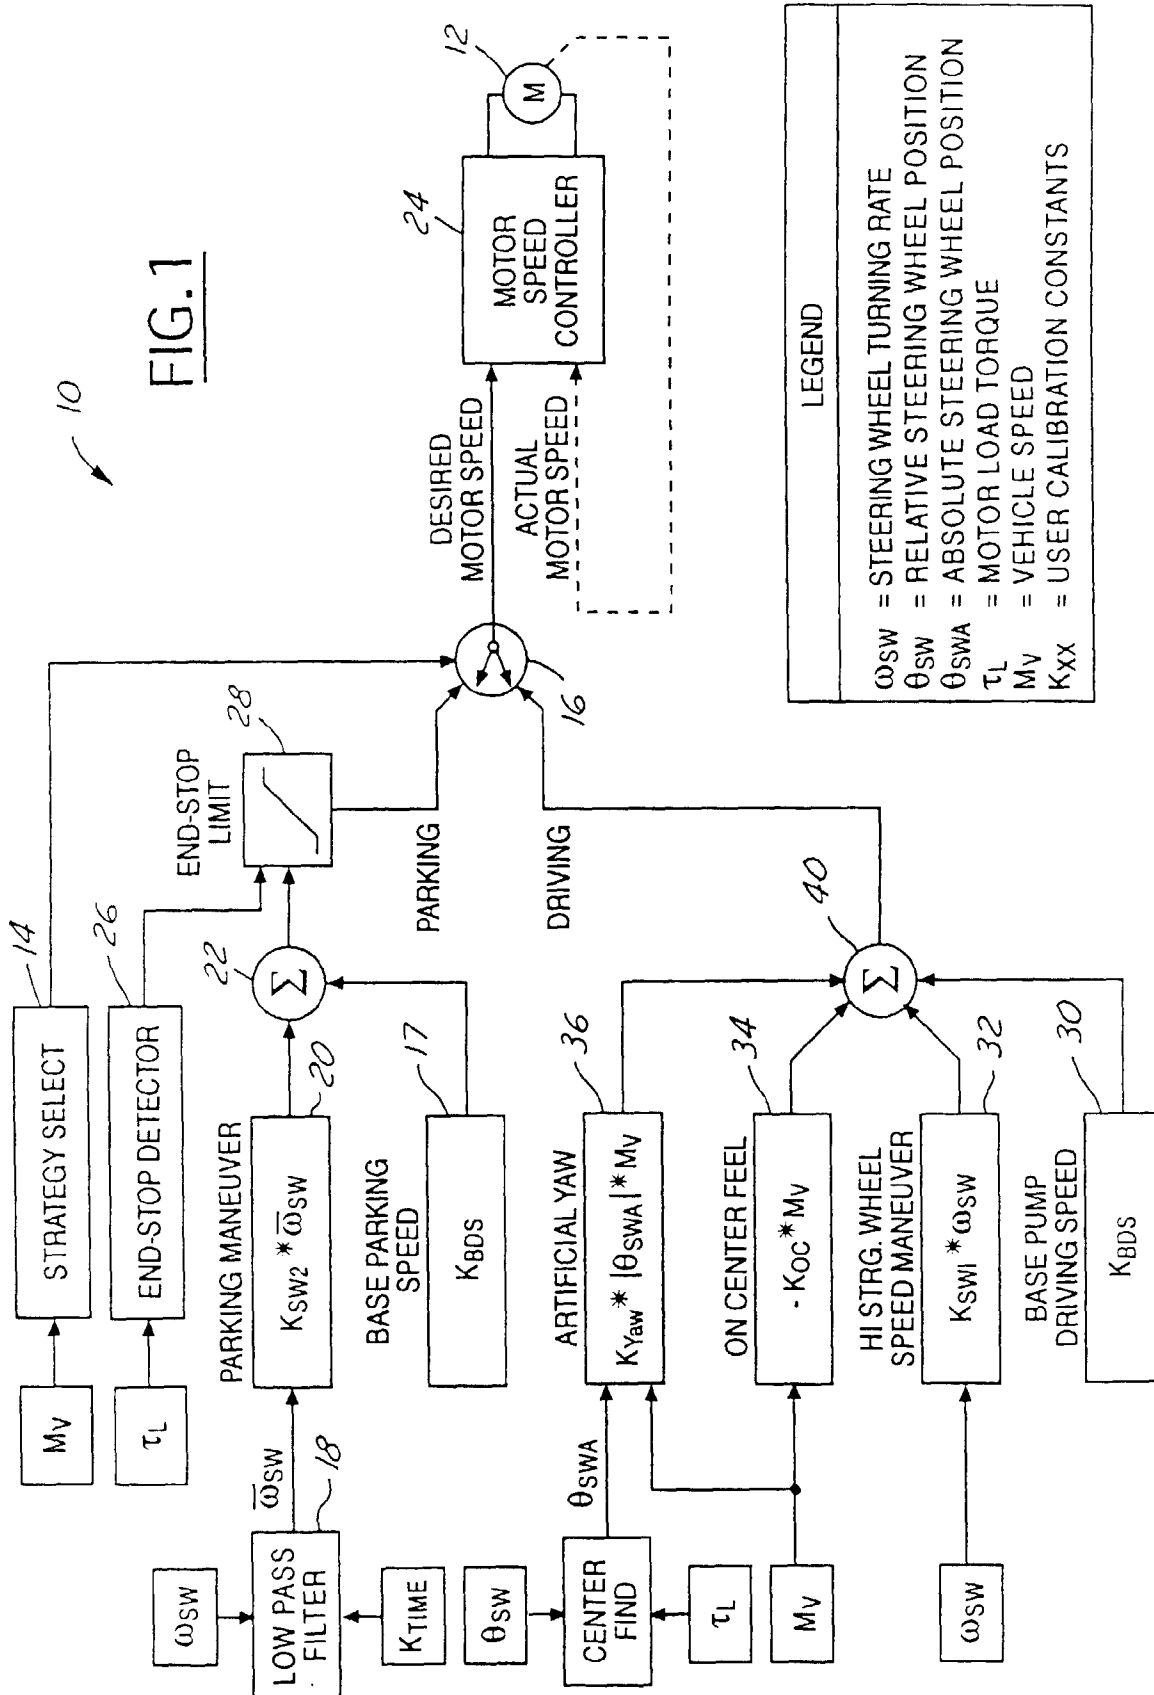 FIG.1
10
Mv
STRATEGY SELECT
14
τL
END-STOP DETECTOR
26
END-STOP
LIMIT
28
ωSW
LOW PASS
FILTER
18
KTIME
ω̅SW
PARKING MANEUVER
KSW2 * ω̅SW
20
22
Σ
BASE PARKING
SPEED
17
KBDS
PARKING
DRIVING
16
DESIRED
MOTOR SPEED
ACTUAL
MOTOR SPEED
24
MOTOR
SPEED
CONTROLLER
M
12
θSW
CENTER
FIND
τL
θSWA
ARTIFICIAL YAW
36
KYaw * |θSWA| * Mv
Mv
ON CENTER FEEL
34
- KOC * Mv
ωSW
HI STRG. WHEEL
SPEED MANEUVER
32
KSWI * ωSW
BASE PUMP
DRIVING SPEED
30
KBDS
40
Σ
LEGEND
ωSW = STEERING WHEEL TURNING RATE
θSW = RELATIVE STEERING WHEEL POSITION
θSWA = ABSOLUTE STEERING WHEEL POSITION
τL = MOTOR LOAD TORQUE
Mv = VEHICLE SPEED
KXX = USER CALIBRATION CONSTANTS